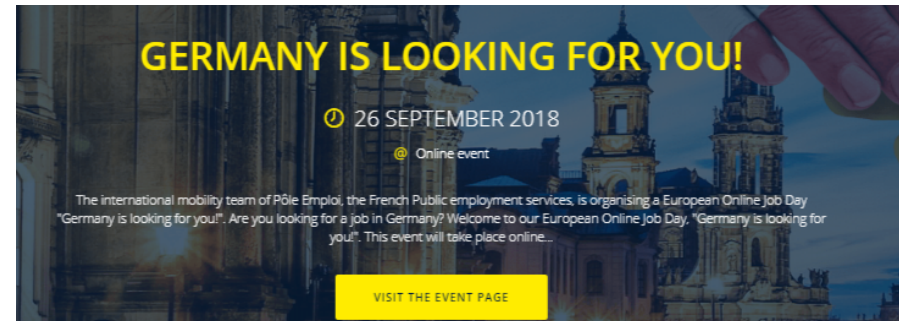 GERMANY IS LOOKING FOR YOU!
26 SEPTEMBER 2018
@ Online event
The international mobility team of Pôle Emploi, the French Public employment services, is organising a European Online Job Day
"Germany is looking for you!". Are you looking for a job in Germany? Welcome to our European Online Job Day, "Germany is looking for
you!". This event will take place online...
VISIT THE EVENT PAGE